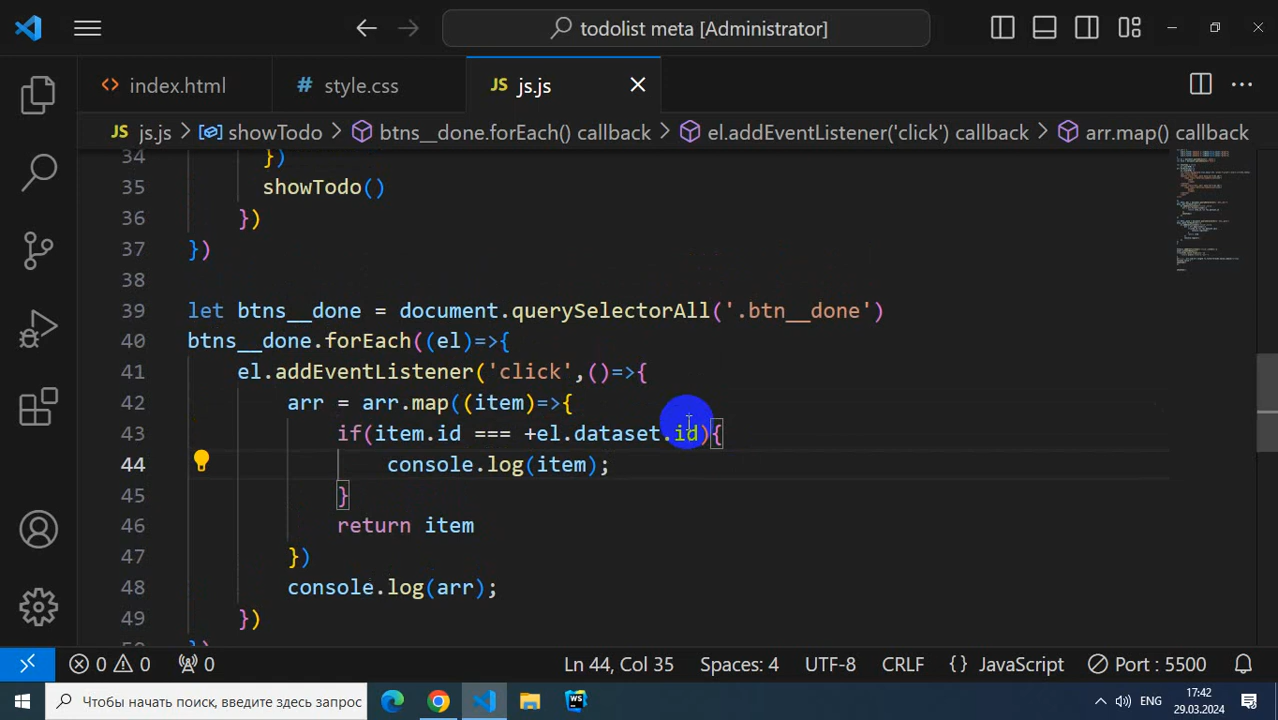 todolist meta [Administrator]
index.html
style.css
JS js.js
JS js.js > showTodo > btns__done.forEach() callback > el.addEventListener('click') callback > arr.map() callback
34 })
35 showTodo()
36 })
37 })
38
39 let btns__done = document.querySelectorAll('.btn__done')
40 btns__done.forEach((el)=>{
41 el.addEventListener('click',()=>{
42 arr = arr.map((item)=>{
43 if(item.id === +el.dataset.id){
44 console.log(item);
45 }
46 return item
47 })
48 console.log(arr);
49 })
0 0 0 Ln 44, Col 35 Spaces: 4 UTF-8 CRLF {} JavaScript Port : 5500
Чтобы начать поиск, введите здесь запрос ENG 17:42
29.03.2024